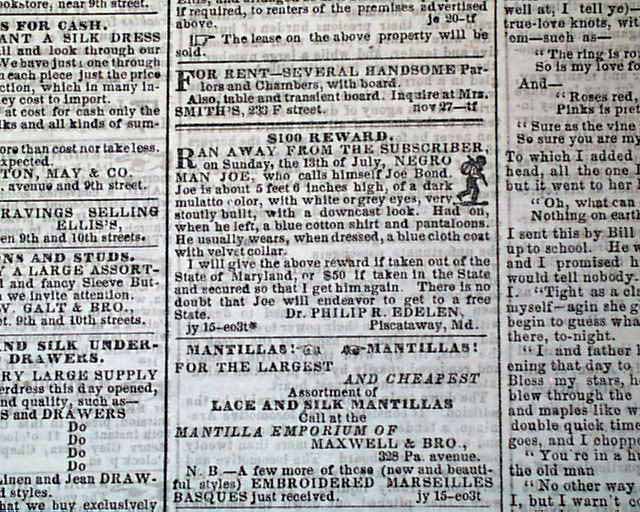 bookstore, near 9th street.
S FOR CASH.
ANT A SILK DRESS
all and look through our
We have just one through
n each piece just the price
ction, which in many in-
ey cost to import.
at cost for cash only the
lks and all kinds of sum-
ore than cost nor take less.
xpected.
TON, MAY & CO.
. avenue and 9th street.
RAVINGS SELLING
ELLIS'S,
en 9th and 10th streets.
NS AND STUDS.
Y A LARGE ASSORT-
d and fancy Sleeve But-
n we invite attention.
W. GALT & BRO.,
et. 9th and 10th streets.
ND SILK UNDER-
DRAWERS.
RY LARGE SUPPLY
erdress this day opened,
nd quality, such as—
S and DRAWERS
Do
Do
Do
Do
Linen and Jean DRAW-
d styles.
hat we buy exclusively
if required, to renters of the premises advertised
above. je 20-tf
The lease on the above property will be
sold.
FOR RENT—SEVERAL HANDSOME Par-
lors and Chambers, with board.
Also, table and transient board. Inquire at Mrs.
SMITH'S, 233 F street. nov 27-tf
$100 REWARD.
RAN AWAY FROM THE SUBSCRIBER,
on Sunday, the 13th of July, NEGRO
MAN JOE, who calls himself Joe Bond.
Joe is about 5 feet 6 inches high, of a dark
mulatto color, with white or grey eyes, very
stoutly built, with a downcast look. Had on,
when he left, a blue cotton shirt and pantaloons.
He usually wears, when dressed, a blue cloth coat
with velvet collar.
I will give the above reward if taken out of the
State of Maryland, or $50 if taken in the State
and secured so that I get him again. There is no
doubt that Joe will endeavor to get to a free
State. Dr. PHILIP R. EDELEN,
jy 15-eo3t* Piscataway, Md.
MANTILLAS! MANTILLAS!
FOR THE LARGEST
AND CHEAPEST
Assortment of
LACE AND SILK MANTILLAS
Call at the
MANTILLA EMPORIUM OF
MAXWELL & BRO.,
328 Pa. avenue.
N. B.—A few more of those (new and beauti-
ful styles) EMBROIDERED MARSEILLES
BASQUES just received. jy 15-eo3t
well at, I tell ye)—
true-love knots, wi
'em—such as—
"The ring is ro
So is my love fo
And—
"Roses red,
Pinks is pret
"Sure as the vine
So sure you are my
To which I added
head, all the one I
but it went to her
"Oh, what can
Nothing on eart
I sent this by Bill
up to school. He w
and I promised h
would tell nobody.
I. "Tight as a cla
myself—agin she g
begin to guess wha
there, to-night.
"I and father h
ening that day to
Bless my stars, h
blew through the
and maples like w
double quick time
goes, and I chopp
"You're in a hu
the old man
"No other way
I, but I warn't co